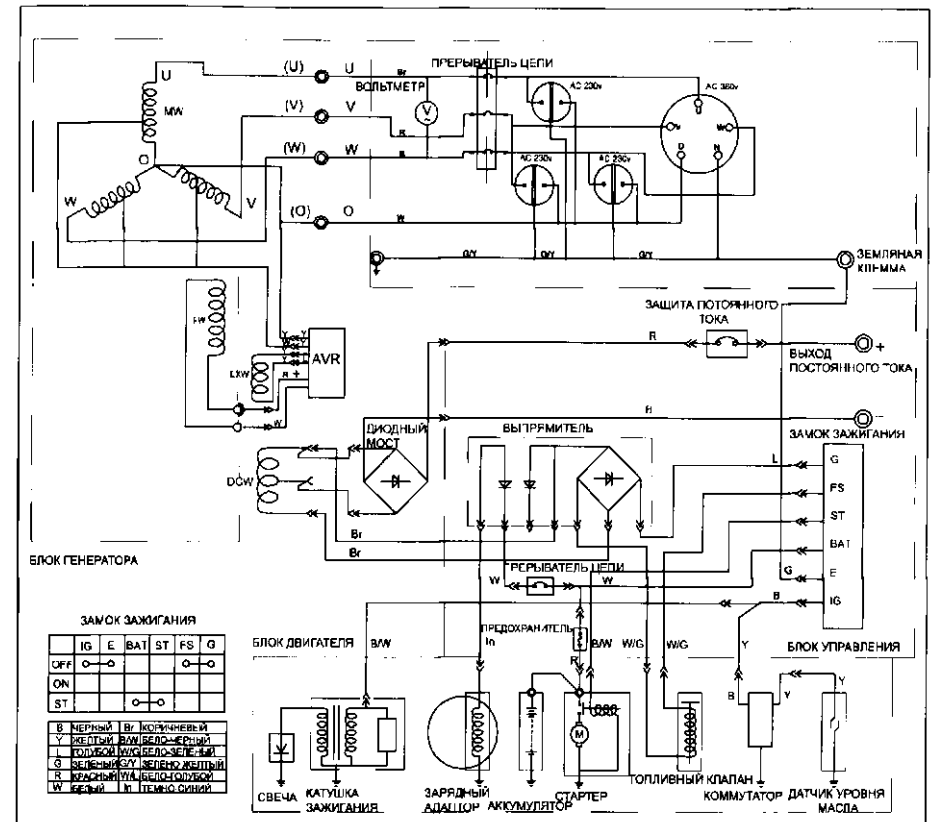 ПРЕРЫВАТЕЛЬ ЦЕПИ
(U) U Br
ВОЛЬТМЕТР
AC 230v
AC 380v
U
MW
(V) V
V
R
V W
(W) W
O
AC 230v
AC 230v
D N
W
V
(O) O
W
G/Y G/Y G/Y
ЗЕМЛЯНАЯ
КЛЕММА
ЗАЩИТА ПОТОЯННОГО
ТОКА
FW
Y
AVR
R +
W
R
+
ВЫХОД
ПОСТОЯННОГО ТОКА
ДИОДНЫЙ
МОСТ
ВЫПРЯМИТЕЛЬ
ЗАМОК ЗАЖИГАНИЯ
L
G
FS
ST
BAT
G
E
B
IG
DCW
Br
Br
БЛОК ГЕНЕРАТОРА
ПРЕРЫВАТЕЛЬ ЦЕПИ
W W
ЗАМОК ЗАЖИГАНИЯ
IG E BAT ST FS G
OFF
ON
ST
БЛОК ДВИГАТЕЛЯ
B/W
ПРЕДОХРАНИТЕЛЬ
In
R
B/W
W/G
W/G
Y
БЛОК УПРАВЛЕНИЯ
B Y
Y
M
B ЧЕРНЫЙ Br КОРИЧНЕВЫЙ
Y ЖЕЛТЫЙ B/W БЕЛО-ЧЕРНЫЙ
L ГОЛУБОЙ W/G БЕЛО-ЗЕЛЕНЫЙ
G ЗЕЛЕНЫЙ G/Y ЗЕЛЕНО ЖЕЛТЫЙ
R КРАСНЫЙ W/L БЕЛО-ГОЛУБОЙ
W БЕЛЫЙ In ТЕМНО СИНИЙ
СВЕЧА
КАТУШКА
ЗАЖИГАНИЯ
ЗАРЯДНЫЙ
АДАПТОР
АККУМУЛЯТОР
СТАРТЕР
ТОПЛИВНЫЙ КЛАПАН
КОММУТАТОР
ДАТЧИК УРОВНЯ
МАСЛА